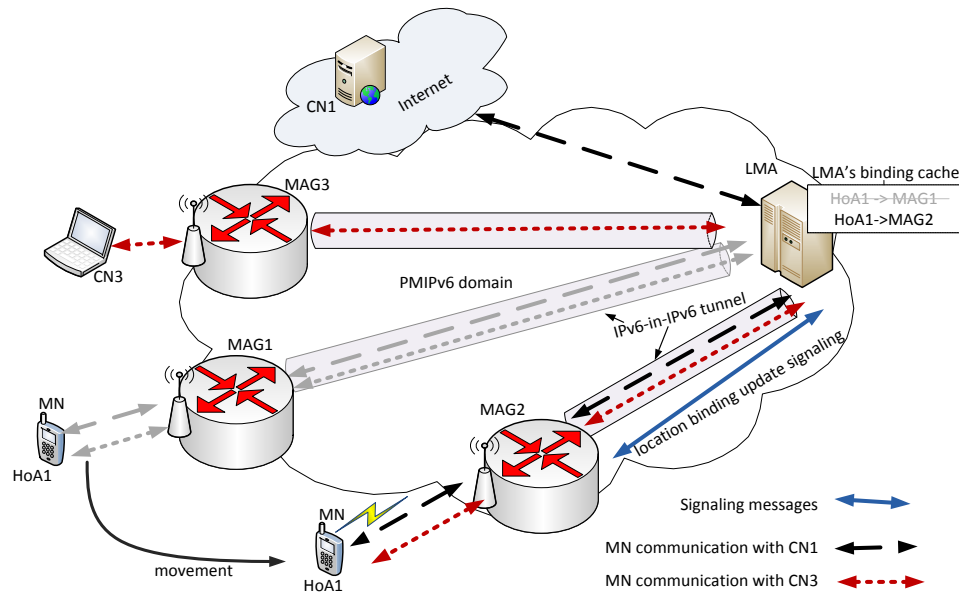 CN1
Internet
LMA
LMA's binding cache
HoA1 -> MAG1
HoA1->MAG2
MAG3
CN3
PMIPv6 domain
IPv6-in-IPv6 tunnel
MAG1
location binding update signaling
MN
HoA1
MAG2
MN
HoA1
movement
Signaling messages
MN communication with CN1
MN communication with CN3